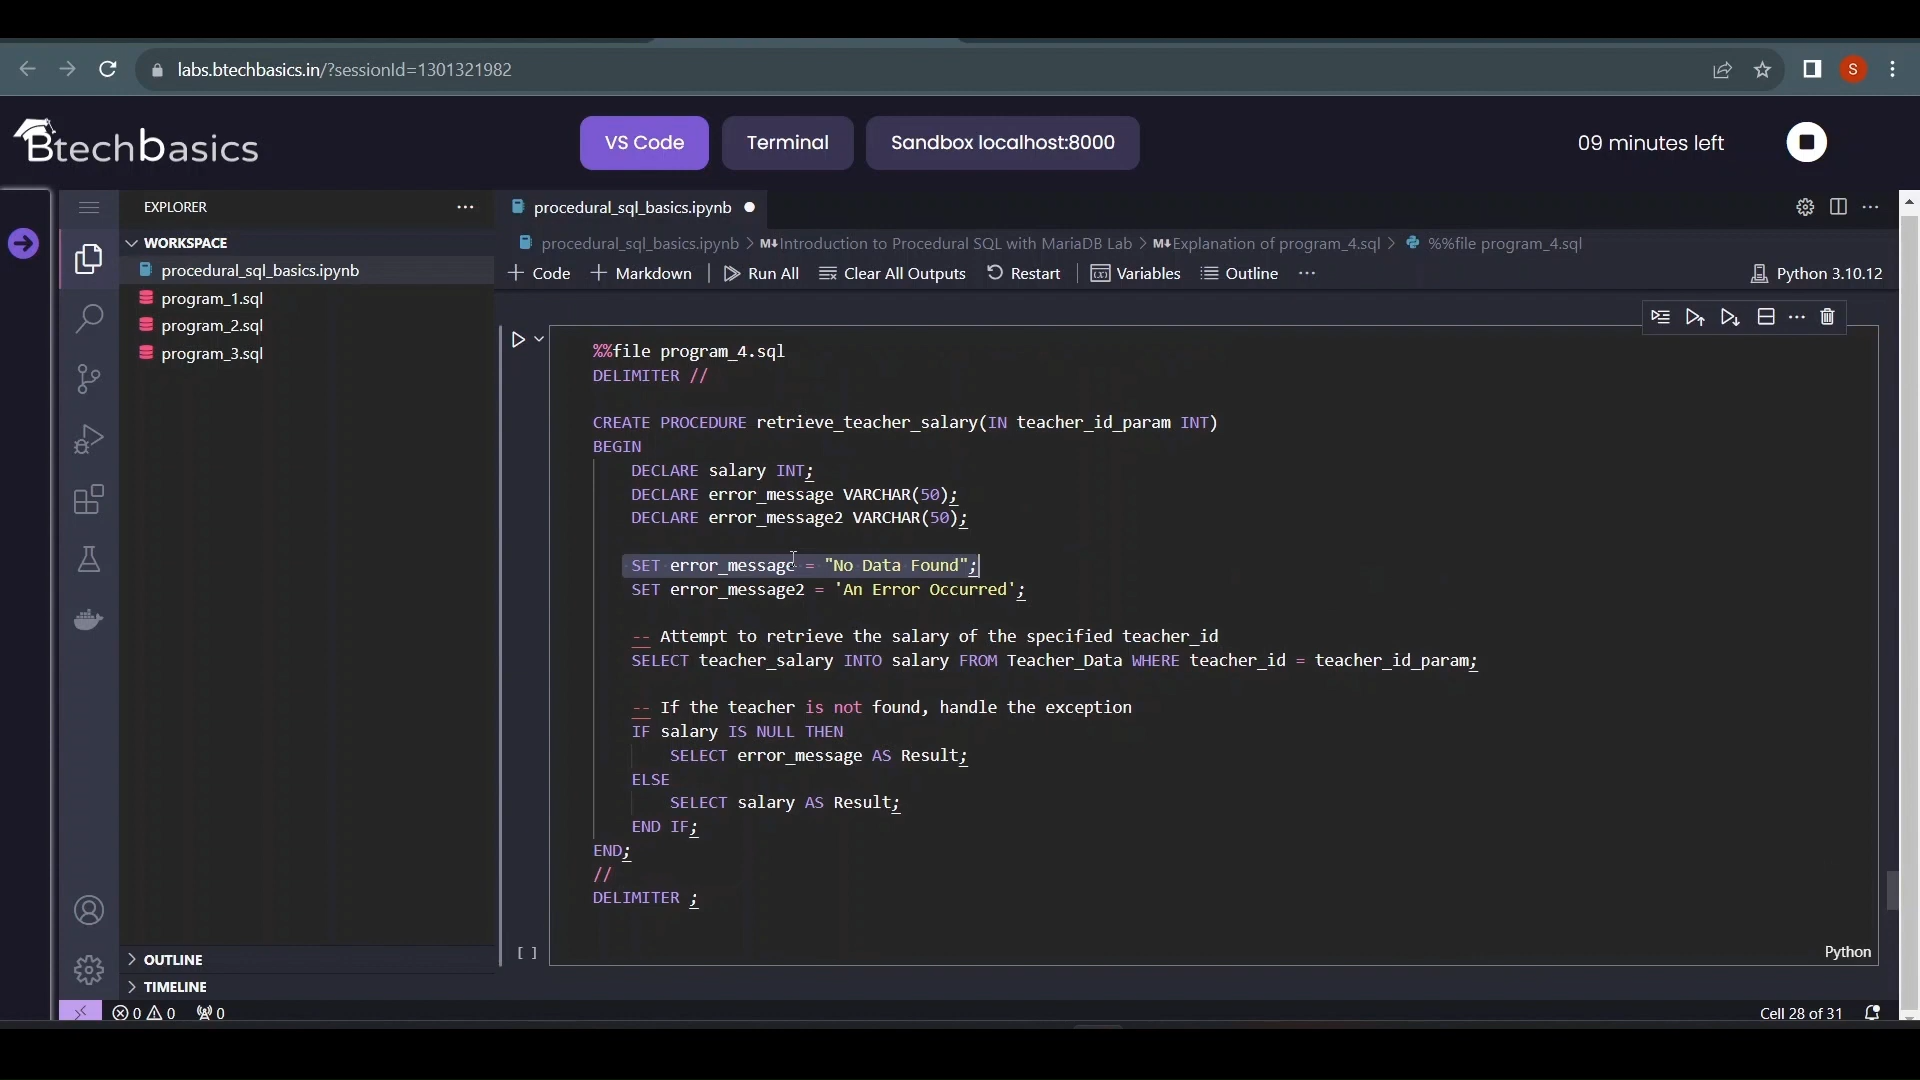 labs.btechbasics.in/?sessionId=1301321982
S
Btechbasics
VS Code
Terminal
Sandbox localhost:8000
09 minutes left
EXPLORER
WORKSPACE
procedural_sql_basics.ipynb
program_1.sql
program_2.sql
program_3.sql
OUTLINE
TIMELINE
procedural_sql_basics.ipynb
procedural_sql_basics.ipynb > M↓Introduction to Procedural SQL with MariaDB Lab > M↓Explanation of program_4.sql > %%file program_4.sql
+ Code + Markdown | Run All Clear All Outputs Restart | Variables Outline ...
Python 3.10.12
%%file program_4.sql
DELIMITER //
CREATE PROCEDURE retrieve_teacher_salary(IN teacher_id_param INT)
BEGIN
DECLARE salary INT;
DECLARE error_message VARCHAR(50);
DECLARE error_message2 VARCHAR(50);
SET error_message = "No Data Found";
SET error_message2 = 'An Error Occurred';
-- Attempt to retrieve the salary of the specified teacher_id
SELECT teacher_salary INTO salary FROM Teacher_Data WHERE teacher_id = teacher_id_param;
-- If the teacher is not found, handle the exception
IF salary IS NULL THEN
SELECT error_message AS Result;
ELSE
SELECT salary AS Result;
END IF;
END;
//
DELIMITER ;
[ ]
Python
0 0 0
Cell 28 of 31